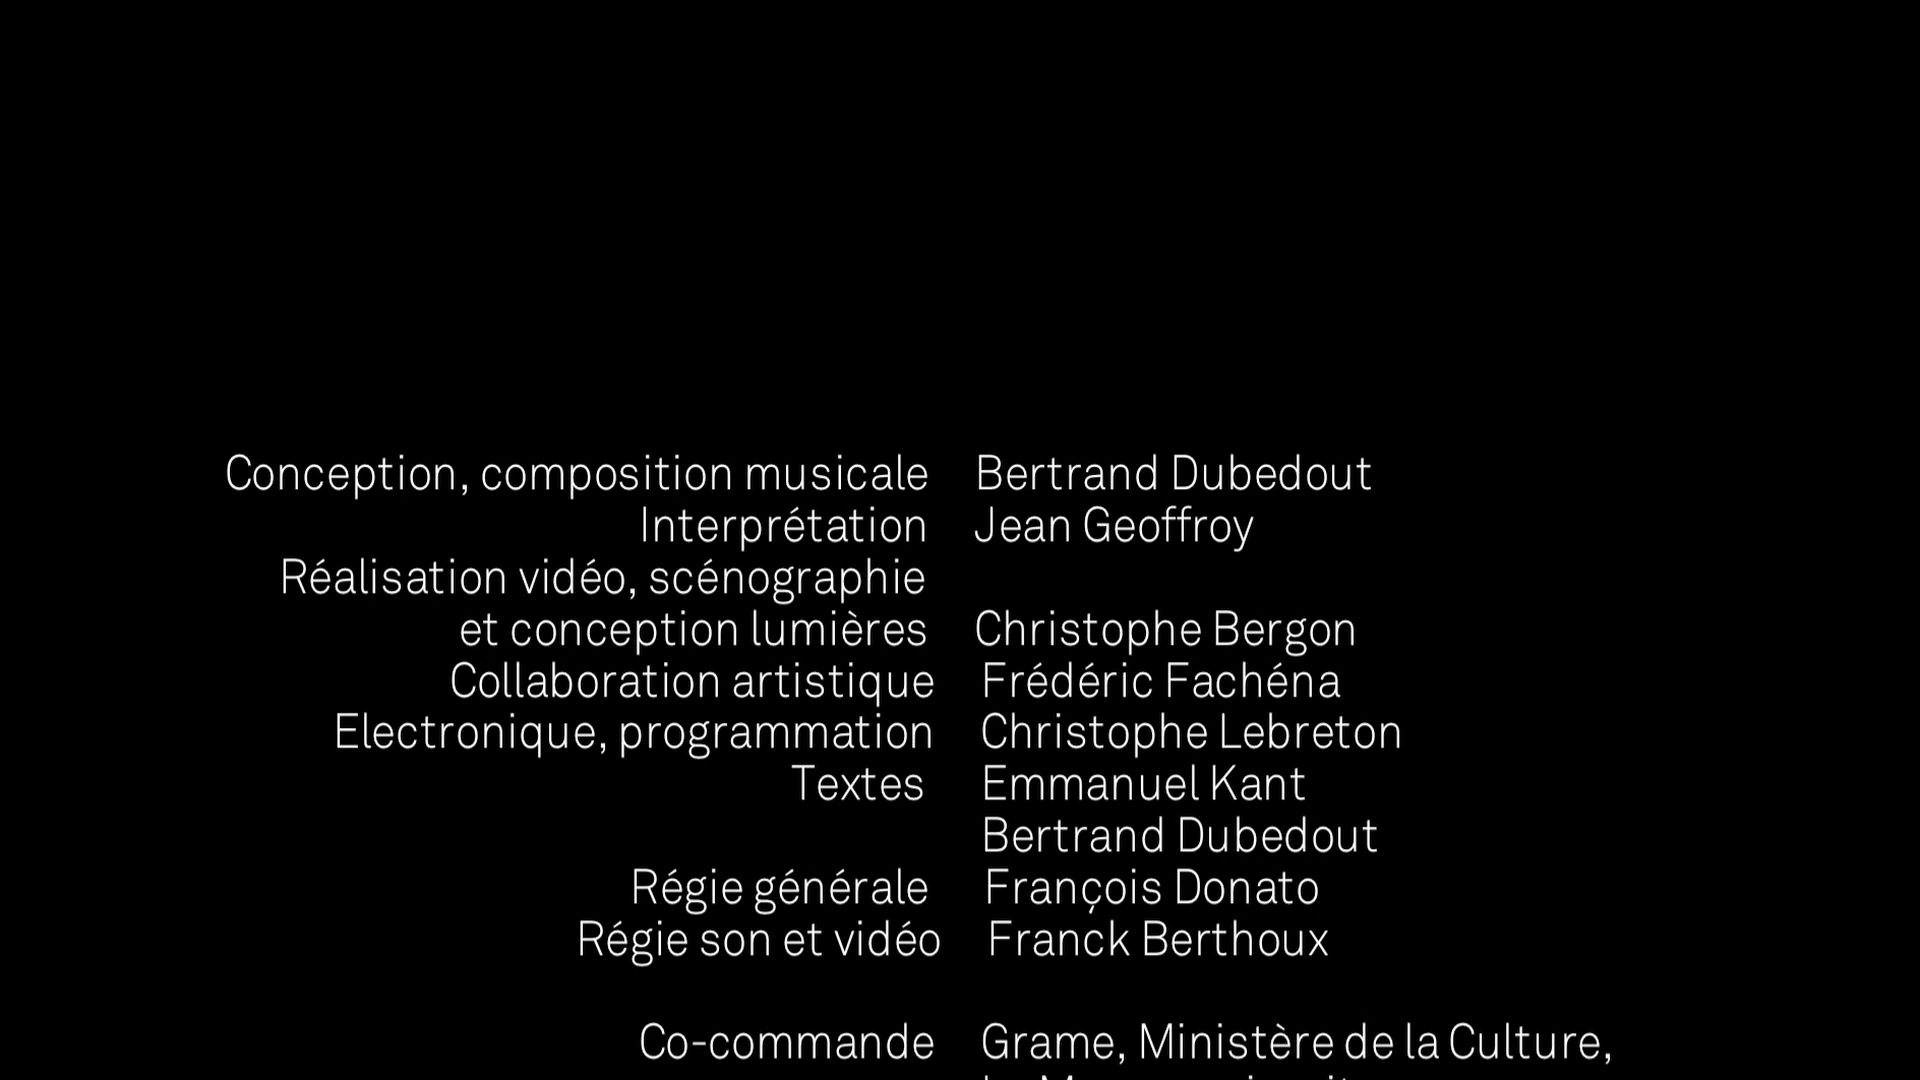 Conception, composition musicale Bertrand Dubedout
Interprétation Jean Geoffroy
Réalisation vidéo, scénographie
et conception lumières Christophe Bergon
Collaboration artistique Frédéric Fachéna
Electronique, programmation Christophe Lebreton
Textes Emmanuel Kant
Bertrand Dubedout
Régie générale François Donato
Régie son et vidéo Franck Berthoux
Co-commande Grame, Ministère de la Culture,